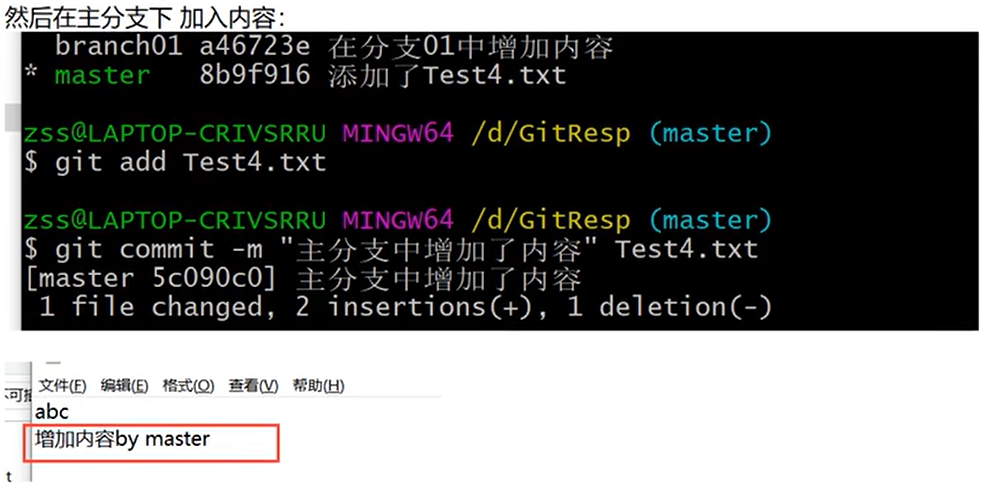 然后在主分支下 加入内容：
branch01 a46723e 在分支01中增加内容
* master 8b9f916 添加了Test4.txt
zss@LAPTOP-CRIVSRRU MINGW64 /d/GitResp (master)
$ git add Test4.txt
zss@LAPTOP-CRIVSRRU MINGW64 /d/GitResp (master)
$ git commit -m "主分支中增加了内容" Test4.txt
[master 5c090c0] 主分支中增加了内容
1 file changed, 2 insertions(+), 1 deletion(-)
文件(F) 编辑(E) 格式(O) 查看(V) 帮助(H)
abc
增加内容by master
t